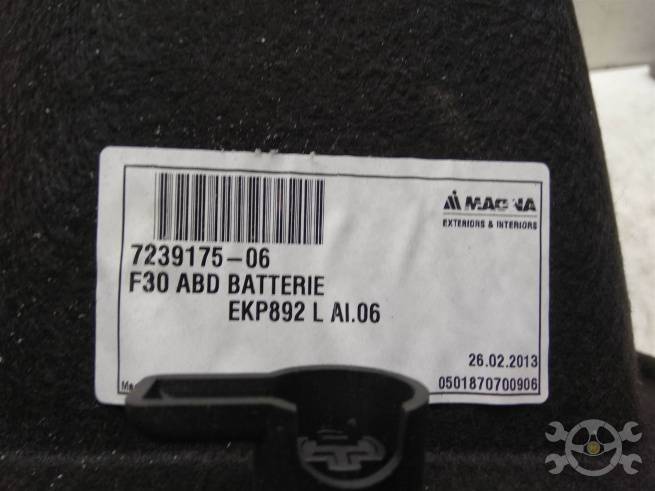 MAGNA
EXTERIORS & INTERIORS
7239175-06
F30 ABD BATTERIE
EKP892 L AI.06
26.02.2013
0501870700906